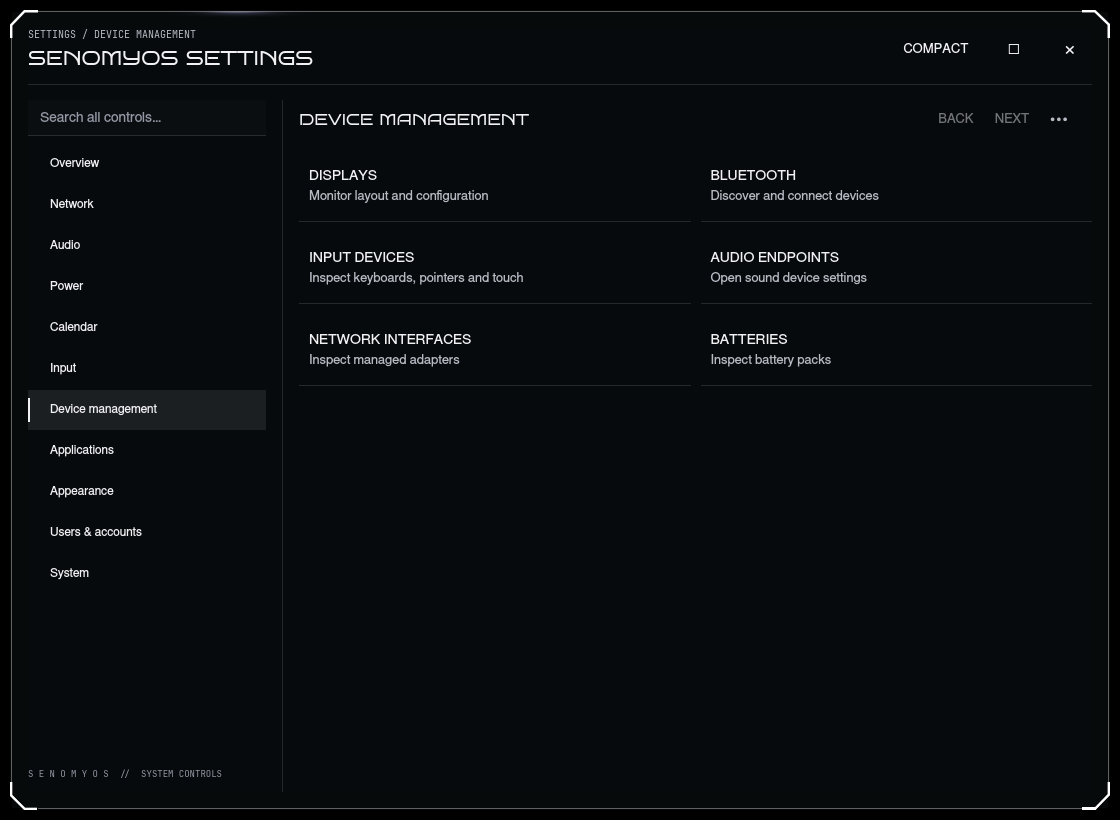 SETTINGS / DEVICE MANAGEMENT
SENOMYOS SETTINGS
COMPACT
Search all controls...
Overview
Network
Audio
Power
Calendar
Input
Device management
Applications
Appearance
Users & accounts
System
SENOMYOS // SYSTEM CONTROLS
DEVICE MANAGEMENT
BACK NEXT
DISPLAYS
Monitor layout and configuration
BLUETOOTH
Discover and connect devices
INPUT DEVICES
Inspect keyboards, pointers and touch
AUDIO ENDPOINTS
Open sound device settings
NETWORK INTERFACES
Inspect managed adapters
BATTERIES
Inspect battery packs